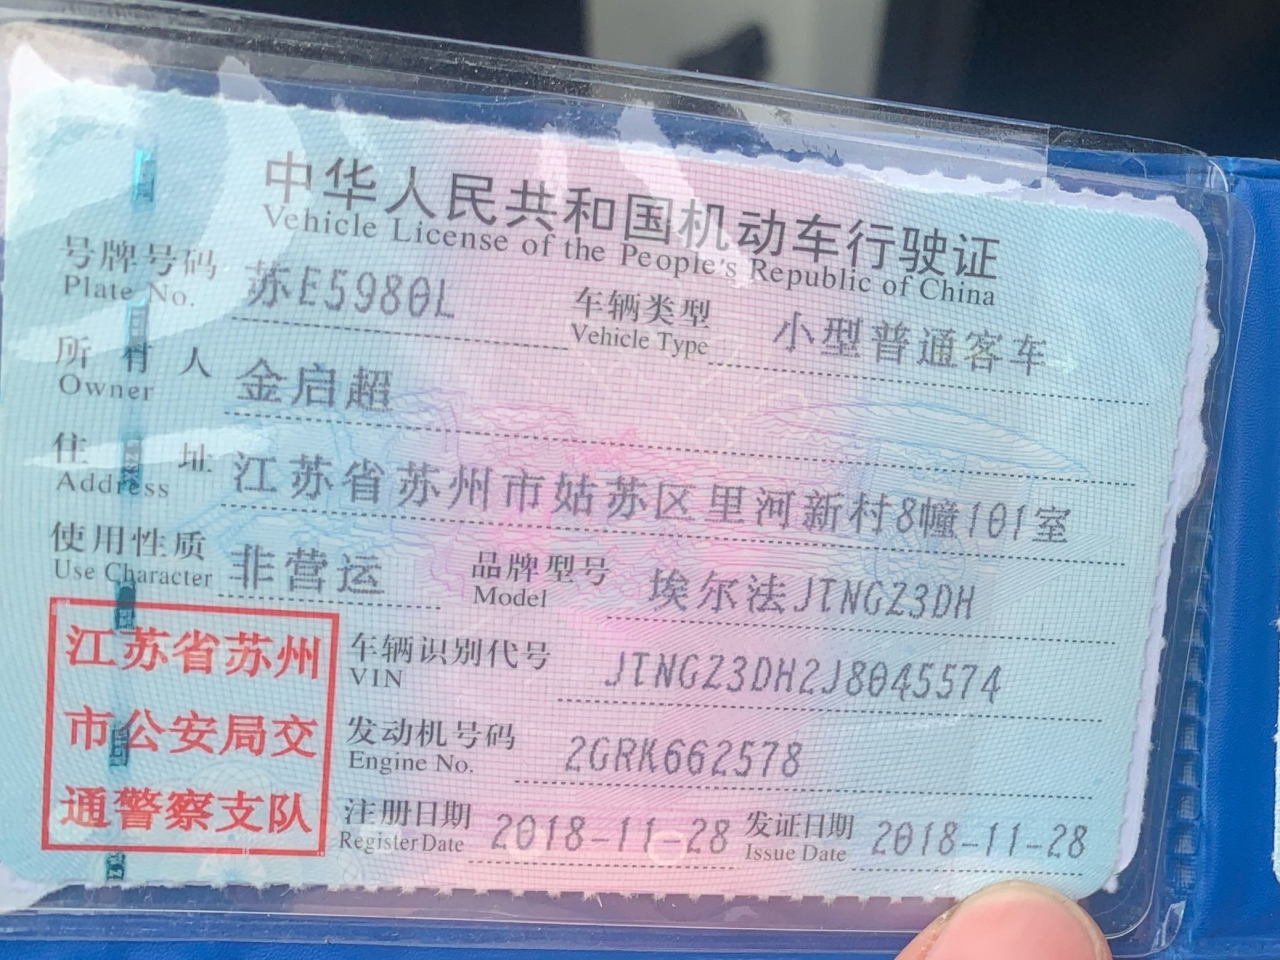 中华人民共和国机动车行驶证
Vehicle License of the People's Republic of China
号牌号码 苏E5980L 车辆类型 小型普通客车
Plate No. Vehicle Type
所有人 金启超
Owner
住址 江苏省苏州市姑苏区里河新村8幢101室
Address
使用性质 非营运 品牌型号 埃尔法JTNGZ3DH
Use Character Model
江苏省苏州
市公安局交
通警察支队
车辆识别代号 JTNGZ3DH2J8045574
VIN
发动机号码 2GRK662578
Engine No.
注册日期 2018-11-28 发证日期 2018-11-28
Register Date Issue Date